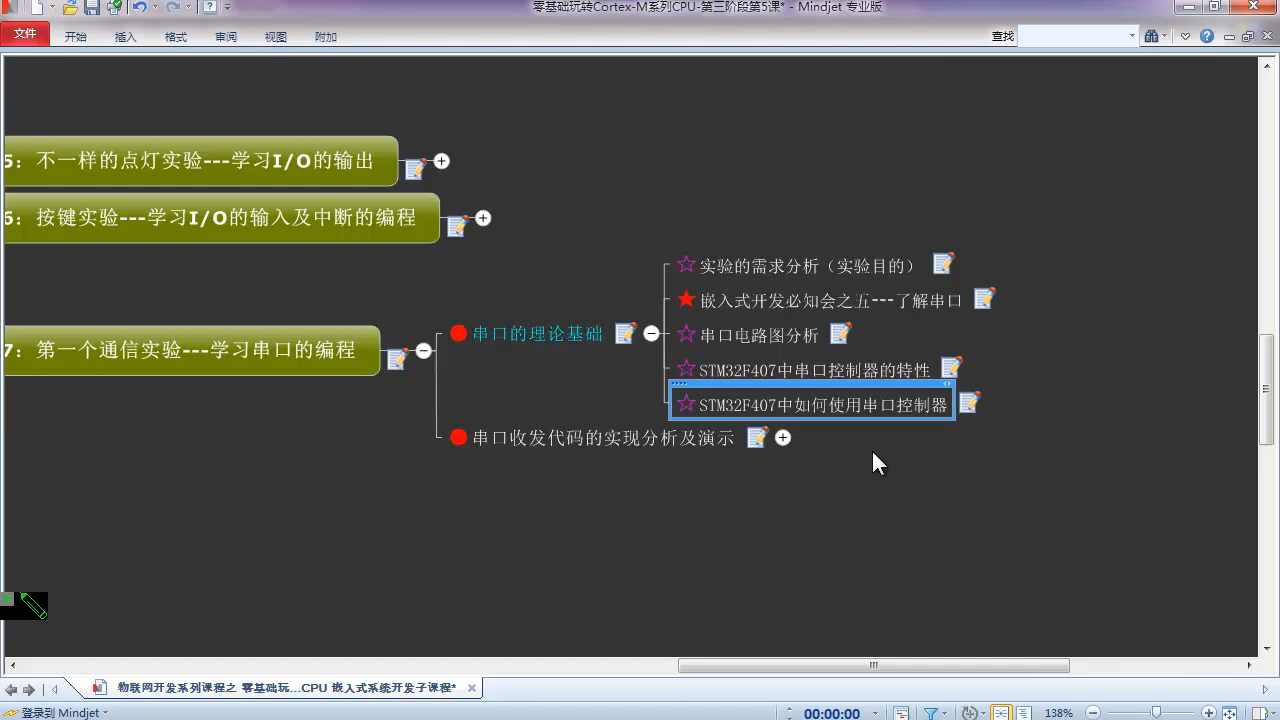 零基础玩转Cortex-M系列CPU-第三阶段第5课* - Mindjet 专业版
文件 开始 插入 格式 审阅 视图 附加 查找
5：不一样的点灯实验---学习I/O的输出
6：按键实验---学习I/O的输入及中断的编程
7：第一个通信实验---学习串口的编程
串口的理论基础
实验的需求分析（实验目的）
嵌入式开发必知会之五---了解串口
串口电路图分析
STM32F407中串口控制器的特性
STM32F407中如何使用串口控制器
串口收发代码的实现分析及演示
物联网开发系列课程之 零基础玩...CPU 嵌入式系统开发子课程*
登录到 Mindjet 00:00:00 138%